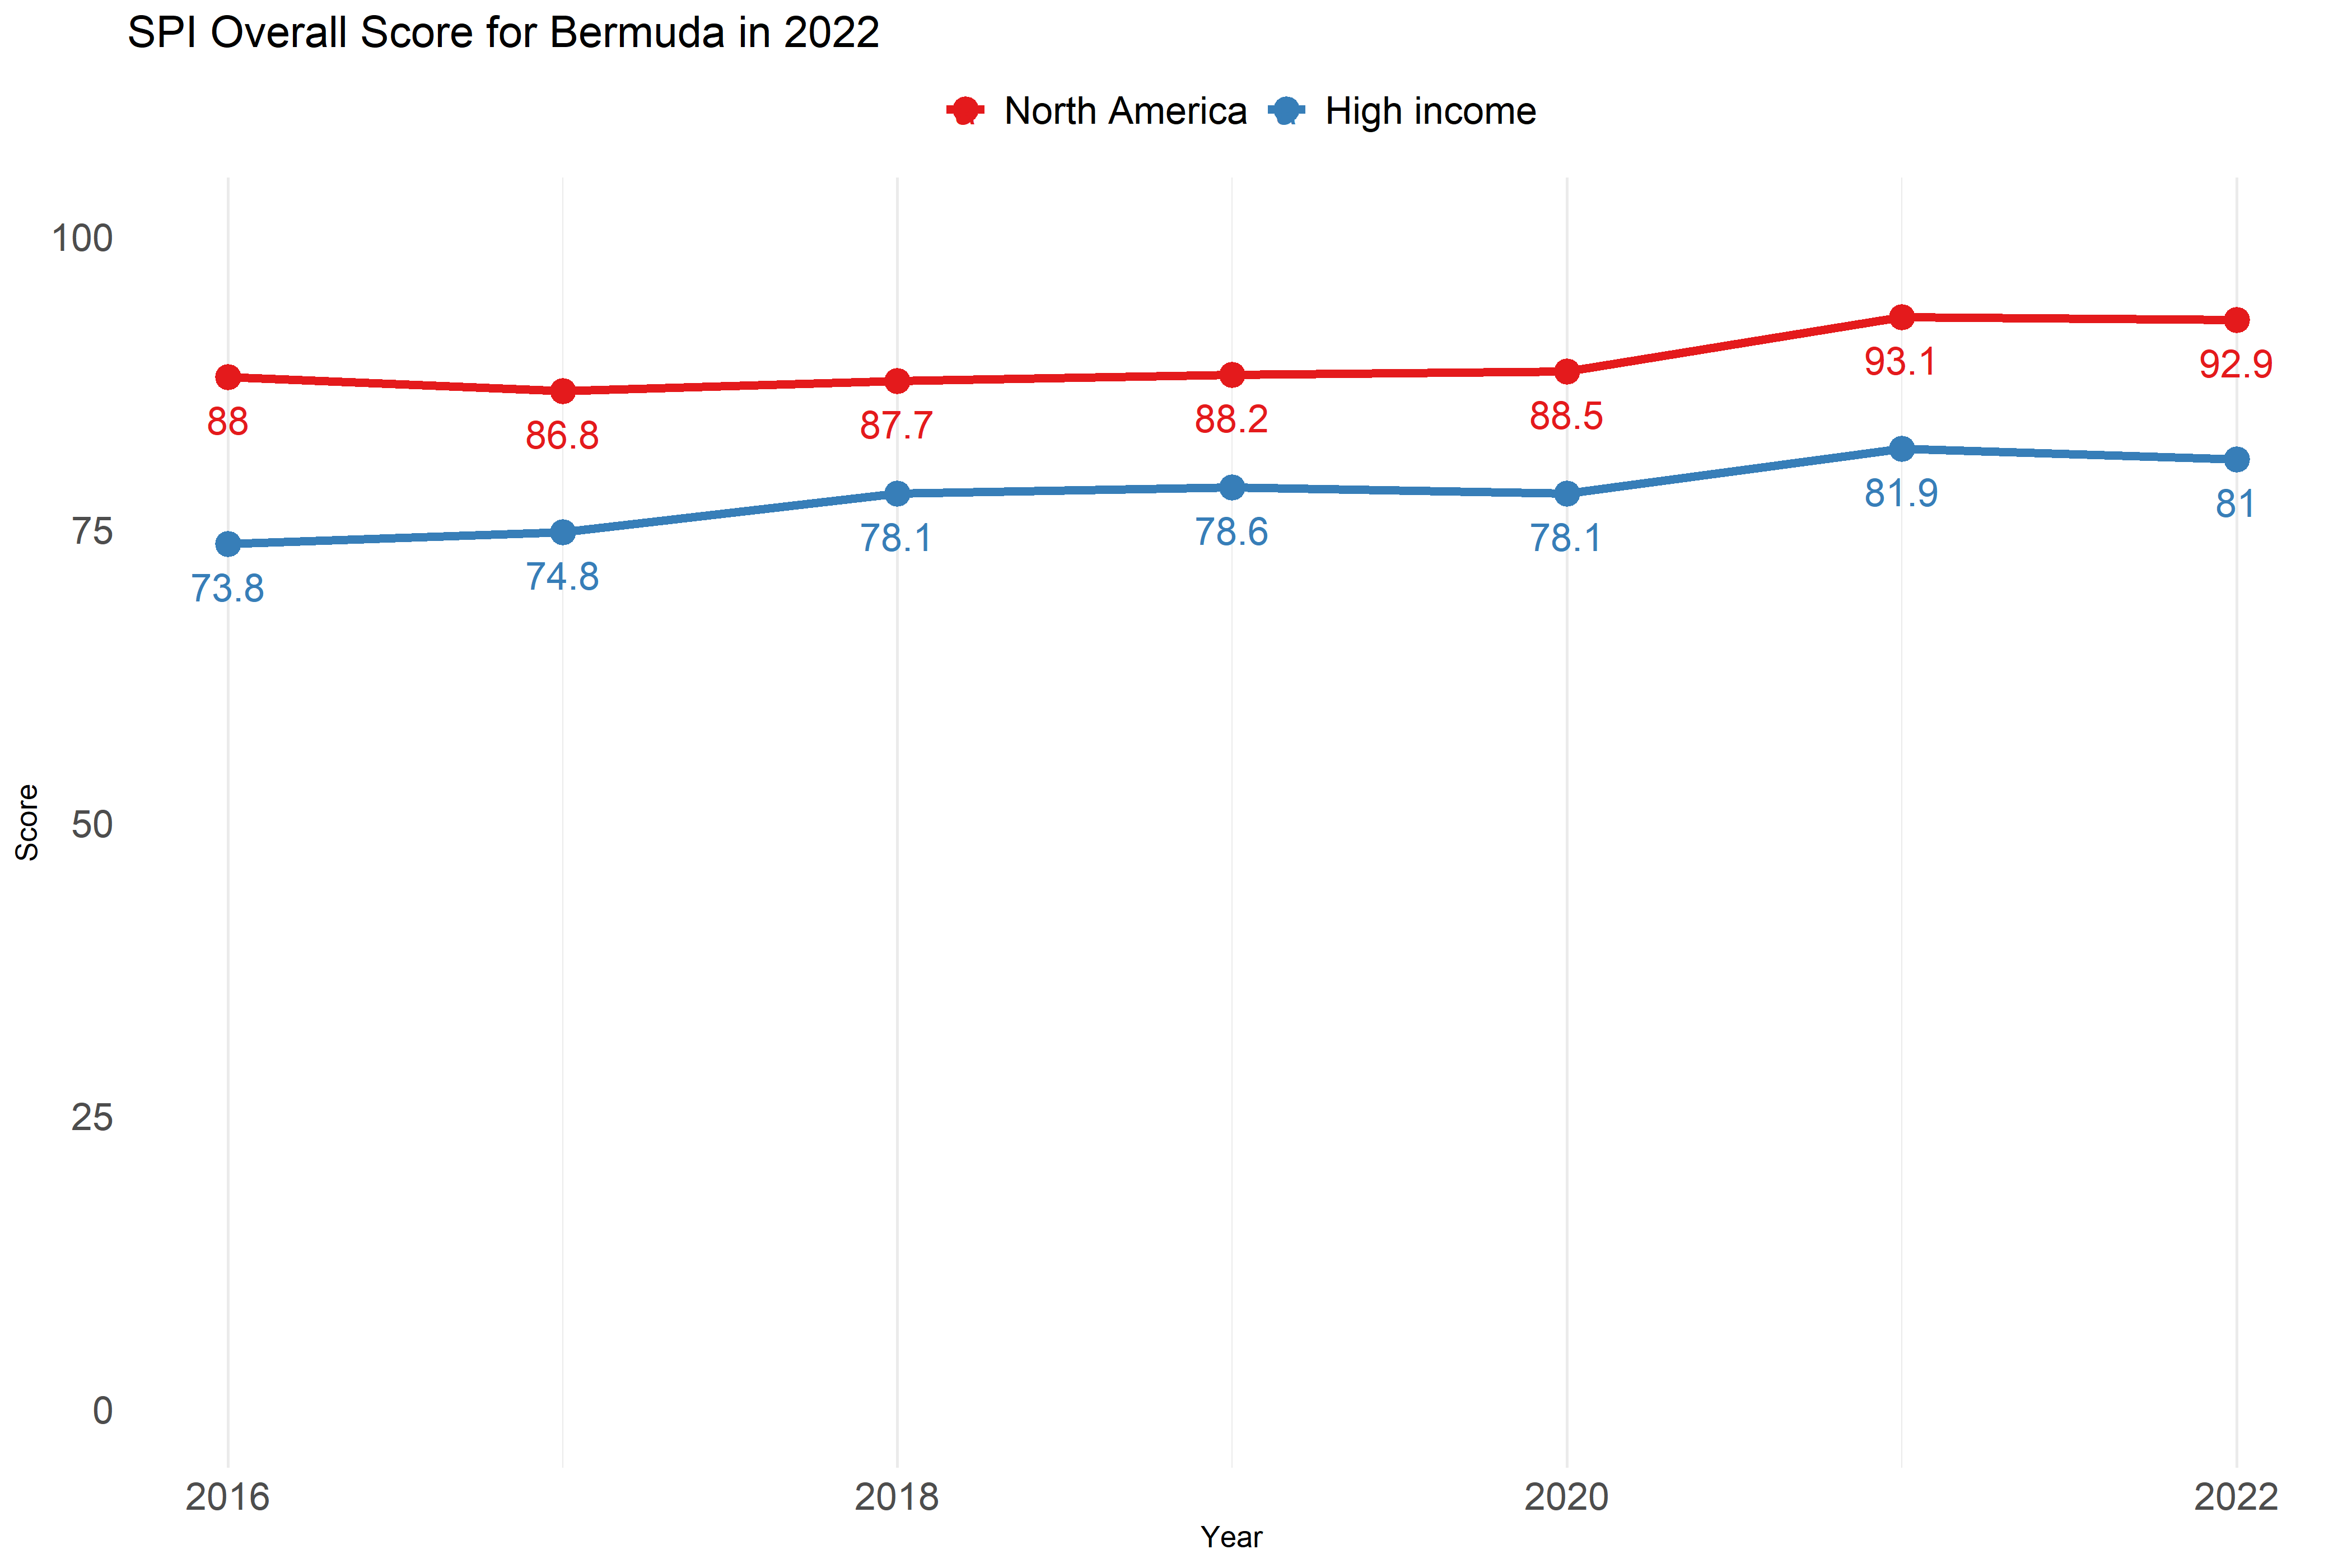 SPI Overall Score for Bermuda in 2022
North America High income
100
75
50
25
0
Score
88 86.8 87.7 88.2 88.5 93.1 92.9
73.8 74.8 78.1 78.6 78.1 81.9 81
2016 2018 2020 2022
Year